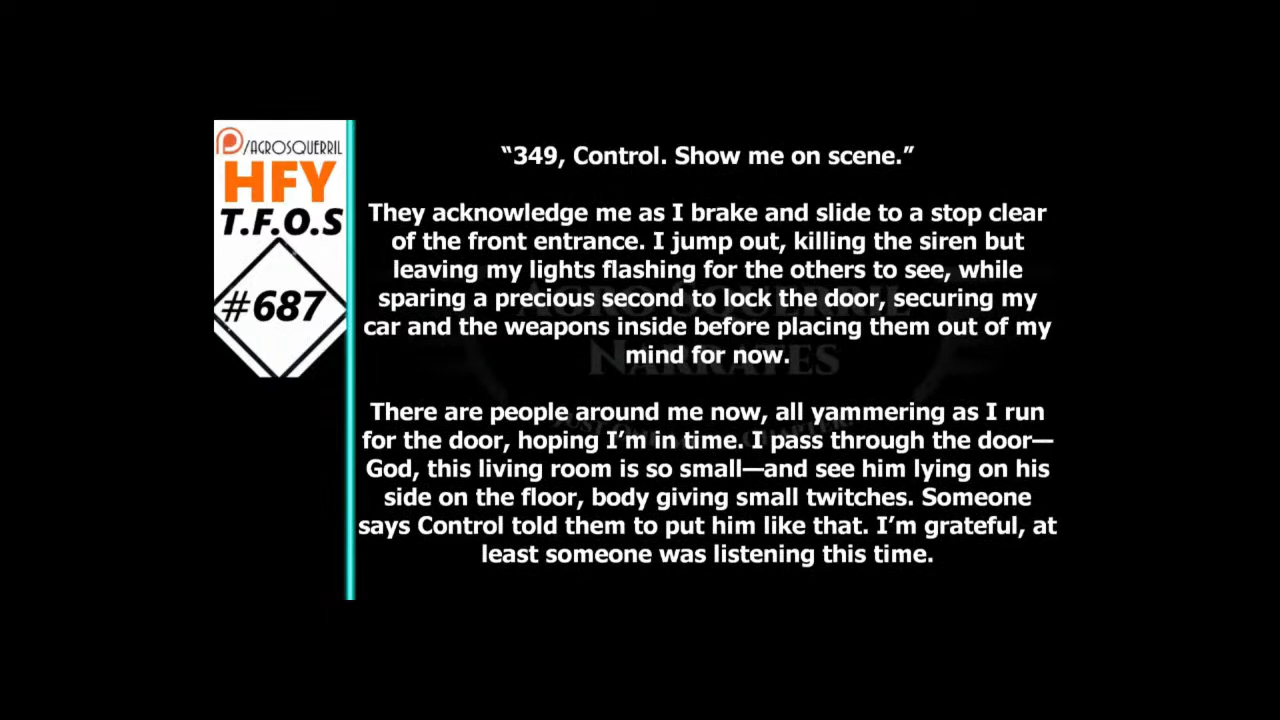 /AGROSQUERRIL
HFY
T.F.O.S
#687
“349, Control. Show me on scene.”
They acknowledge me as I brake and slide to a stop clear
of the front entrance. I jump out, killing the siren but
leaving my lights flashing for the others to see, while
sparing a precious second to lock the door, securing my
car and the weapons inside before placing them out of my
mind for now.
There are people around me now, all yammering as I run
for the door, hoping I’m in time. I pass through the door—
God, this living room is so small—and see him lying on his
side on the floor, body giving small twitches. Someone
says Control told them to put him like that. I’m grateful, at
least someone was listening this time.
AGRO SQUERRIL
NARRATES